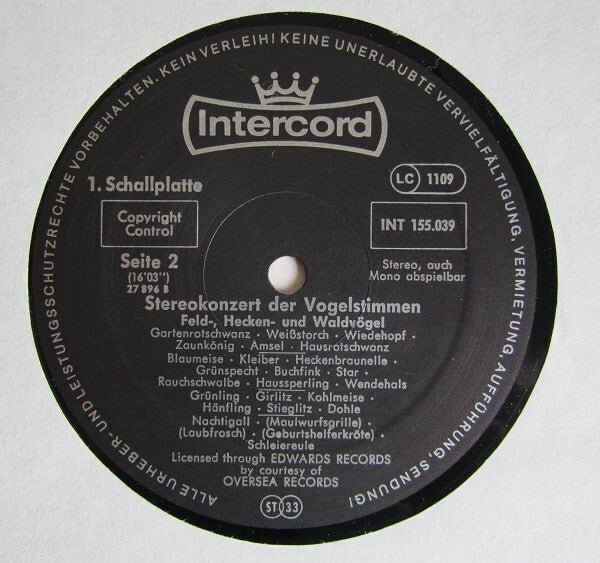 ALLE URHEBER- UND LEISTUNGSSCHUTZRECHTE VORBEHALTEN. KEIN VERLEIH! KEINE UNERLAUBTE VERVIELFÄLTIGUNG, VERMIETUNG, AUFFÜHRUNG, SENDUNG!
Intercord
1. Schallplatte
LC 1109
Copyright
Control
INT 155.039
Seite 2
(16'03")
27 896 B
Stereo, auch
Mono abspielbar
Stereokonzert der Vogelstimmen
Feld-, Hecken- und Waldvögel
Gartenrotschwanz · Weißstorch · Wiedehopf ·
Zaunkönig · Amsel · Hausrotschwanz
Blaumeise · Kleiber · Heckenbraunelle ·
Grünspecht · Buchfink · Star ·
Rauchschwalbe · Haussperling · Wendehals
Grünling · Girlitz · Kohlmeise ·
Hänfling · Stieglitz · Dohle
Nachtigall · (Maulwurfsgrille) ·
(Laubfrosch) · (Geburtshelferkröte) ·
Schleiereule
Licensed through EDWARDS RECORDS
by courtesy of
OVERSEA RECORDS
ST 33